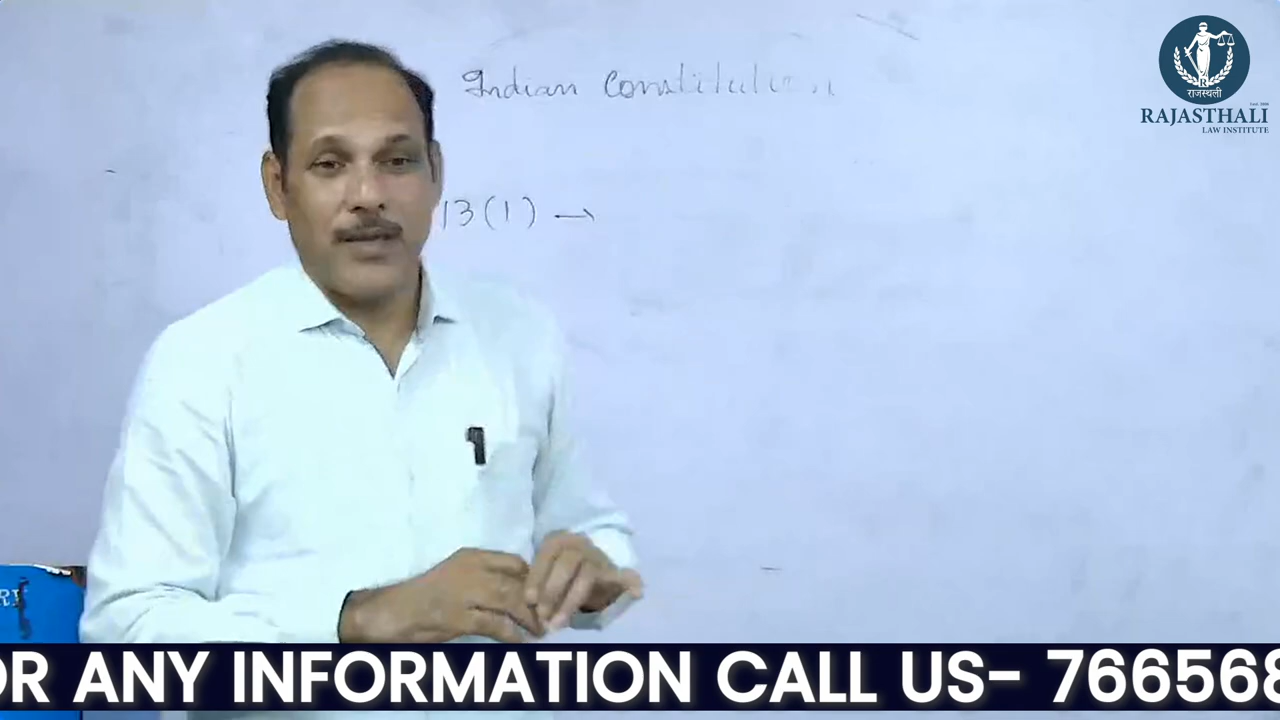 Indian Constitution
राजस्थली
RAJASTHALI
LAW INSTITUTE
13(1) →
OR ANY INFORMATION CALL US- 766568